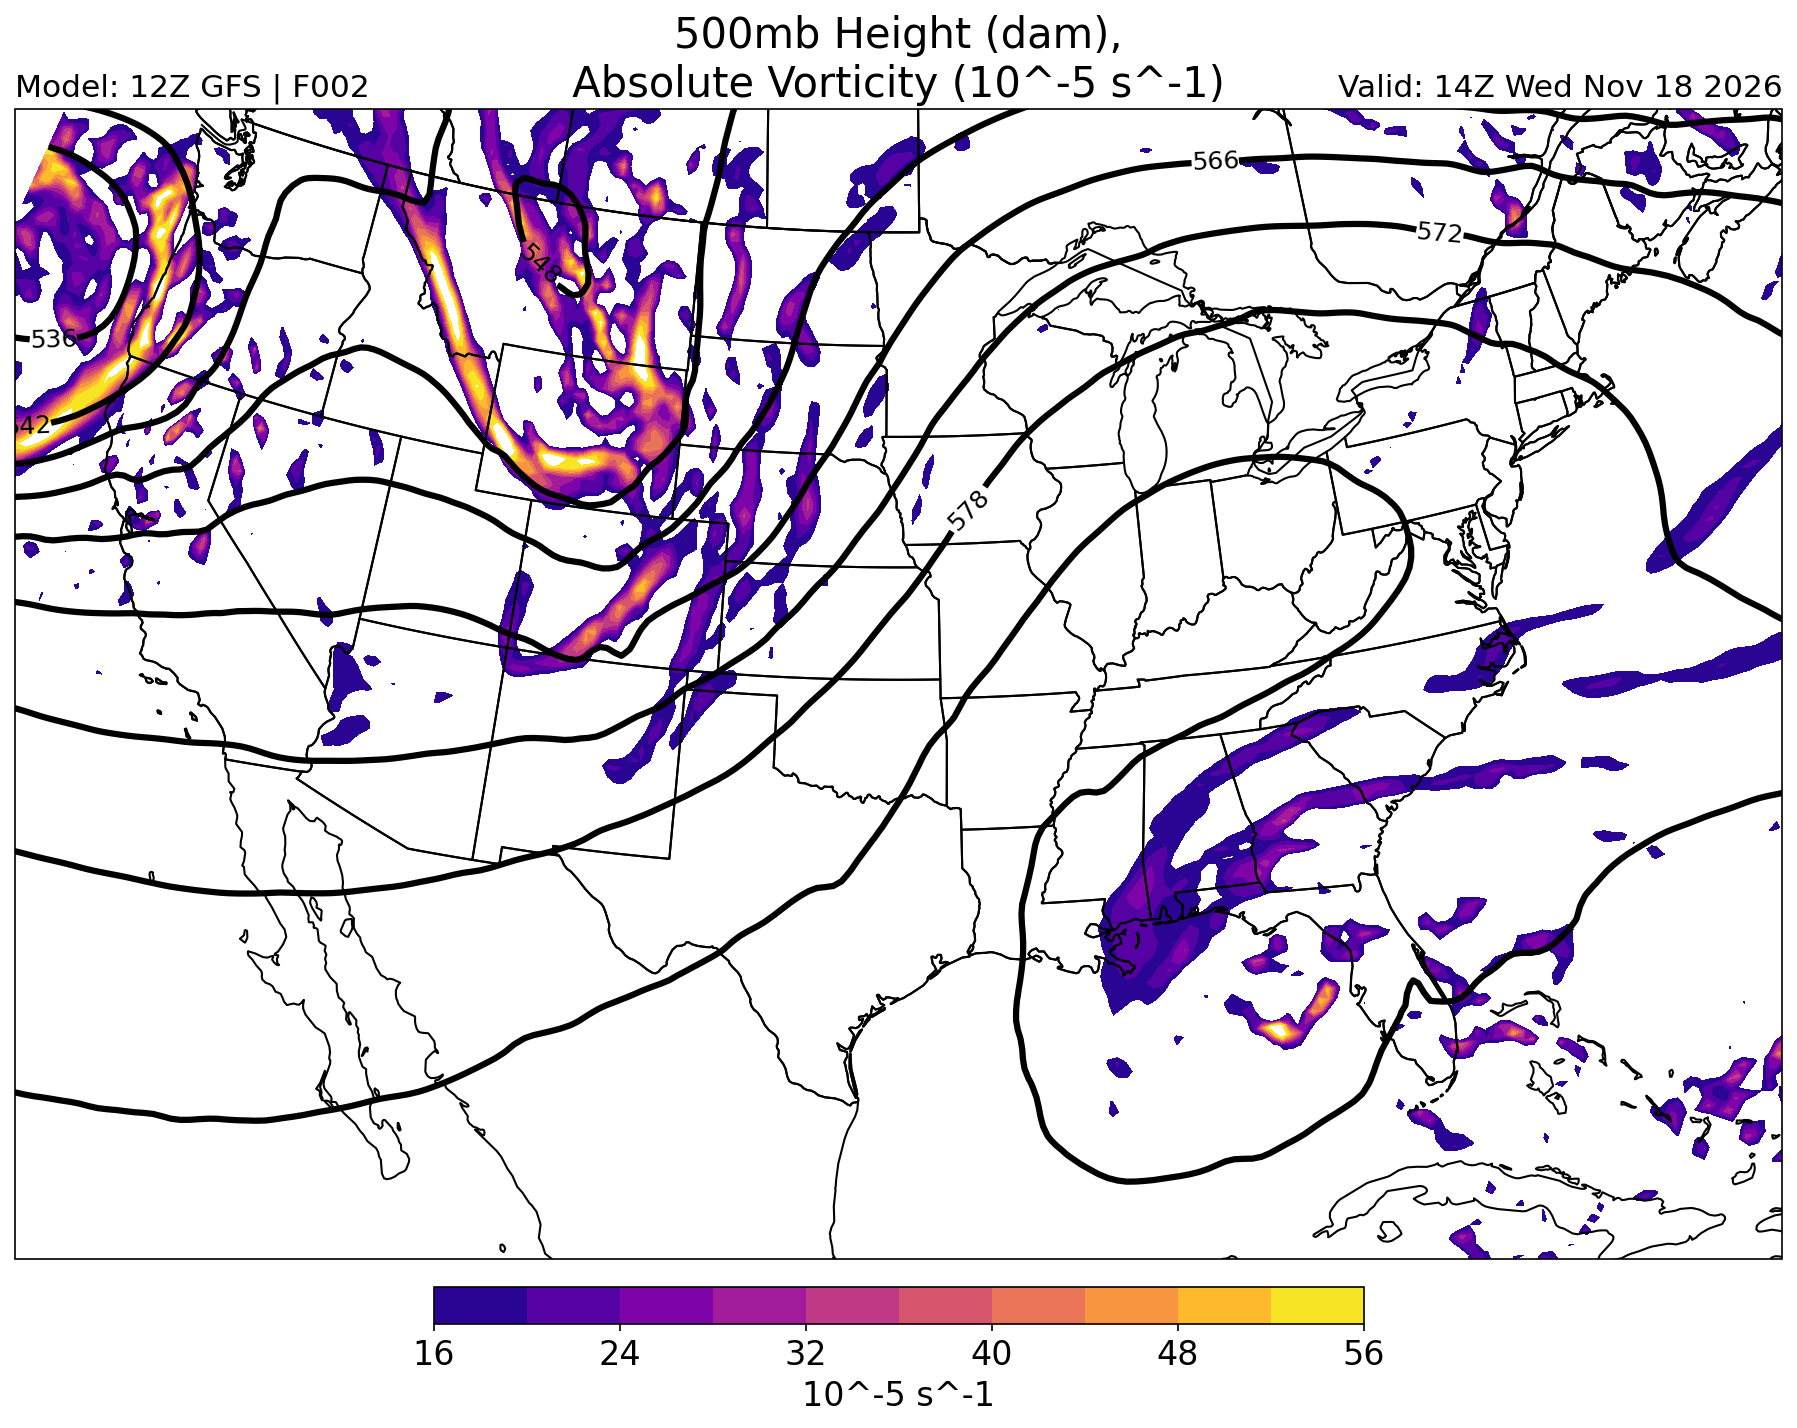 500mb Height (dam),
Model: 12Z GFS | F002
Absolute Vorticity (10^-5 s^-1)
Valid: 14Z Wed Nov 18 2026
566
572
548
536
542
578
16 24 32 40 48 56
10^-5 s^-1